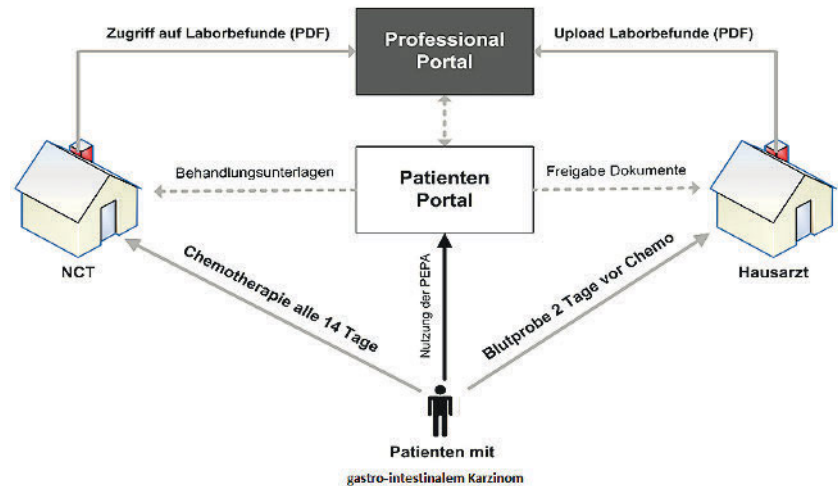 Zugriff auf Laborbefunde (PDF)
Professional
Portal
Upload Laborbefunde (PDF)
Behandlungsunterlagen
Patienten
Portal
Freigabe Dokumente
NCT
Hausarzt
Chemotherapie alle 14 Tage
Nutzung der PEPA
Blutprobe 2 Tage vor Chemo
Patienten mit
gastro-intestinalem Karzinom